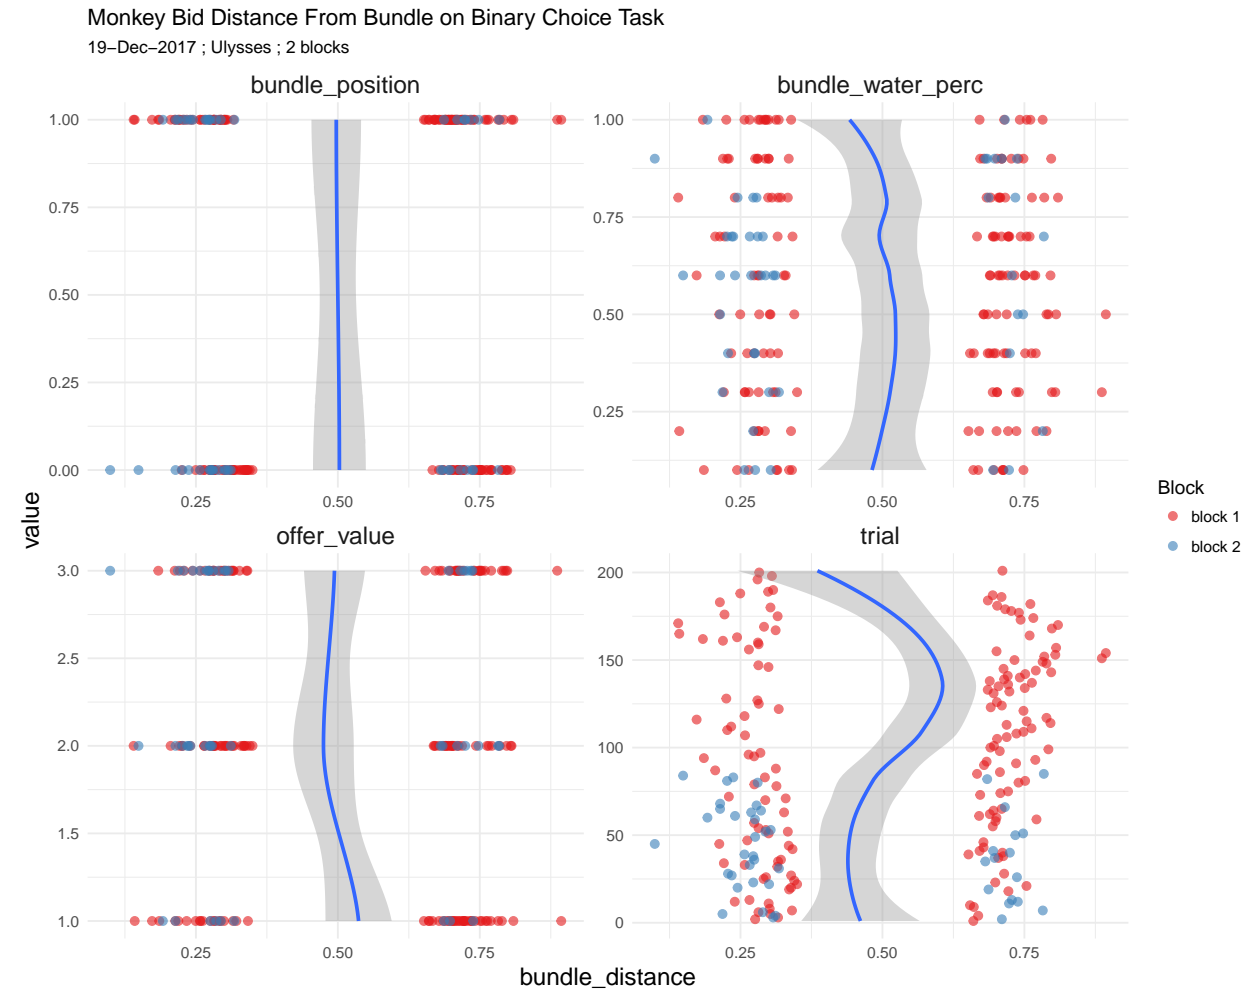 Monkey Bid Distance From Bundle on Binary Choice Task
19−Dec−2017 ; Ulysses ; 2 blocks
bundle_position
bundle_water_perc
1.00
0.75
0.50
0.25
0.00
0.25
0.50
0.75
1.00
0.75
0.50
0.25
0.25
0.50
0.75
offer_value
trial
3.0
2.5
2.0
1.5
1.0
0.25
0.50
0.75
200
150
100
50
0
0.25
0.50
0.75
value
bundle_distance
Block
block 1
block 2